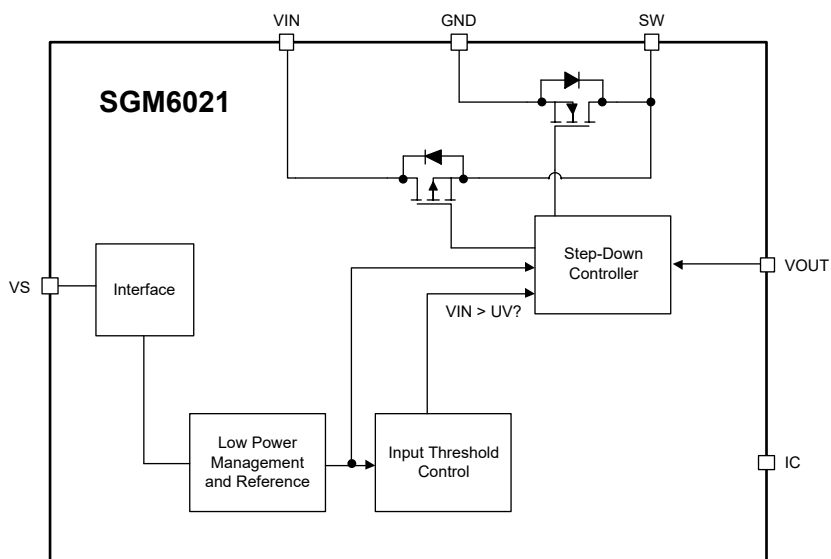 VIN
GND
SW
SGM6021
Step-Down
Controller
VOUT
VS
Interface
VIN > UV?
Low Power
Management
and Reference
Input Threshold
Control
IC